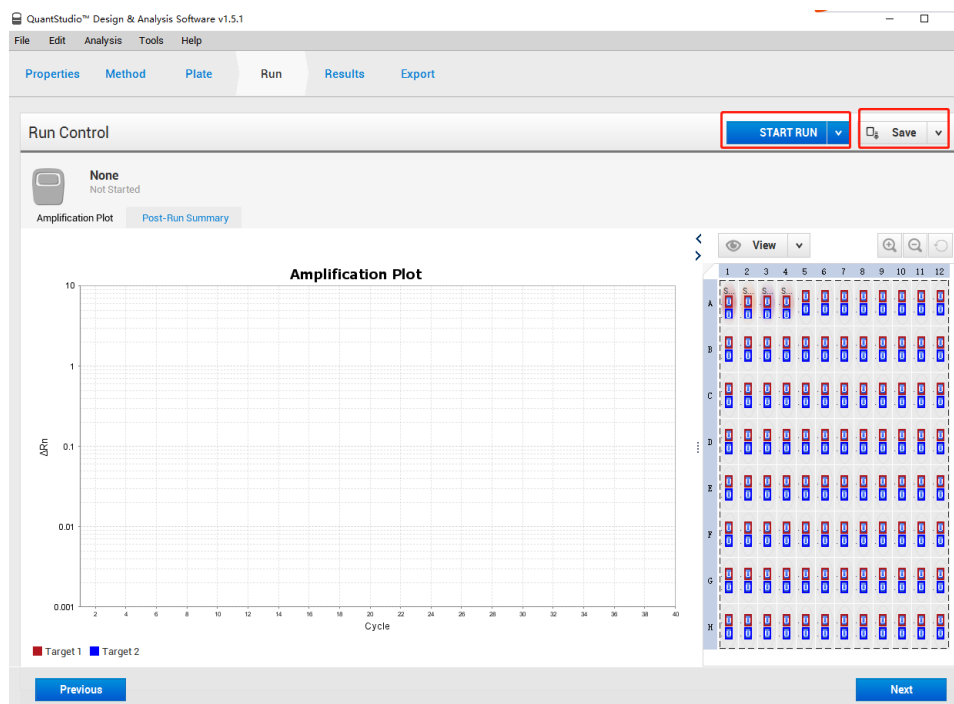 QuantStudio™ Design & Analysis Software v1.5.1
File Edit Analysis Tools Help
Properties Method Plate Run Results Export
Run Control
START RUN
Save
None
Not Started
Amplification Plot Post-Run Summary
View
Amplification Plot
10
1
0.1
0.01
0.001
ΔRn
2 4 6 8 10 12 14 16 18 20 22 24 26 28 30 32 34 36 38 40
Cycle
Target 1 Target 2
1 2 3 4 5 6 7 8 9 10 11 12
A S... S... S... S...
U U U U U U U U U U U U
U U U U U U U U U U U U
B U U U U U U U U U U U U
U U U U U U U U U U U U
C U U U U U U U U U U U U
U U U U U U U U U U U U
D U U U U U U U U U U U U
U U U U U U U U U U U U
E U U U U U U U U U U U U
U U U U U U U U U U U U
F U U U U U U U U U U U U
U U U U U U U U U U U U
G U U U U U U U U U U U U
U U U U U U U U U U U U
H U U U U U U U U U U U U
U U U U U U U U U U U U
Previous
Next